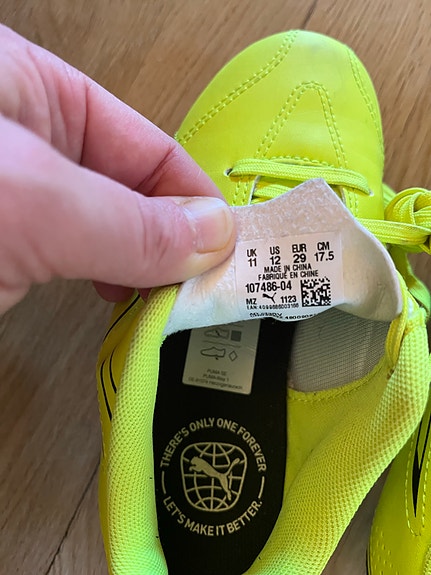 UK US EUR CM
11 12 29 17.5
MADE IN CHINA
FABRIQUÉ EN CHINE
107486-04
MZ 1123
THERE'S ONLY ONE FOREVER
LET'S MAKE IT BETTER